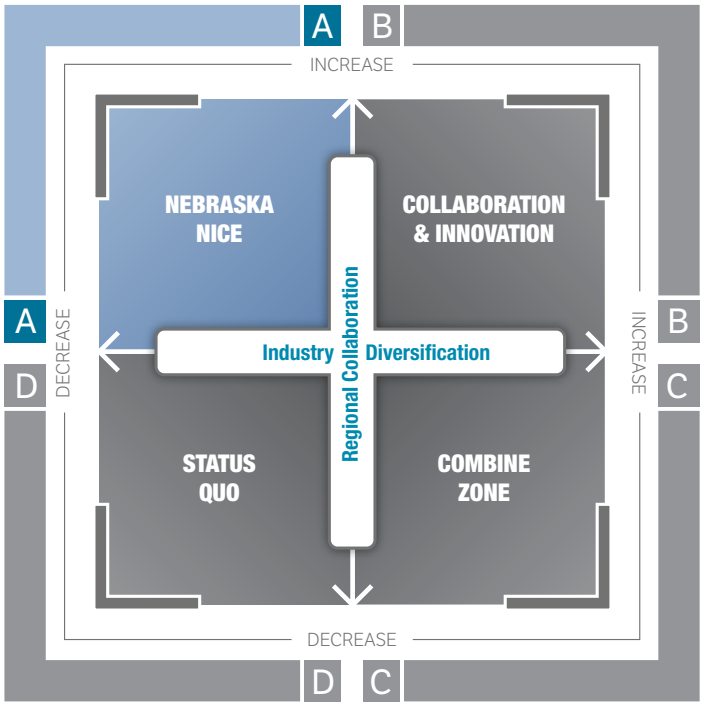 A B
INCREASE
NEBRASKA
NICE
COLLABORATION
& INNOVATION
A
DECREASE
D
Regional Collaboration
Industry Diversification
INCREASE
B
C
STATUS
QUO
COMBINE
ZONE
DECREASE
D C